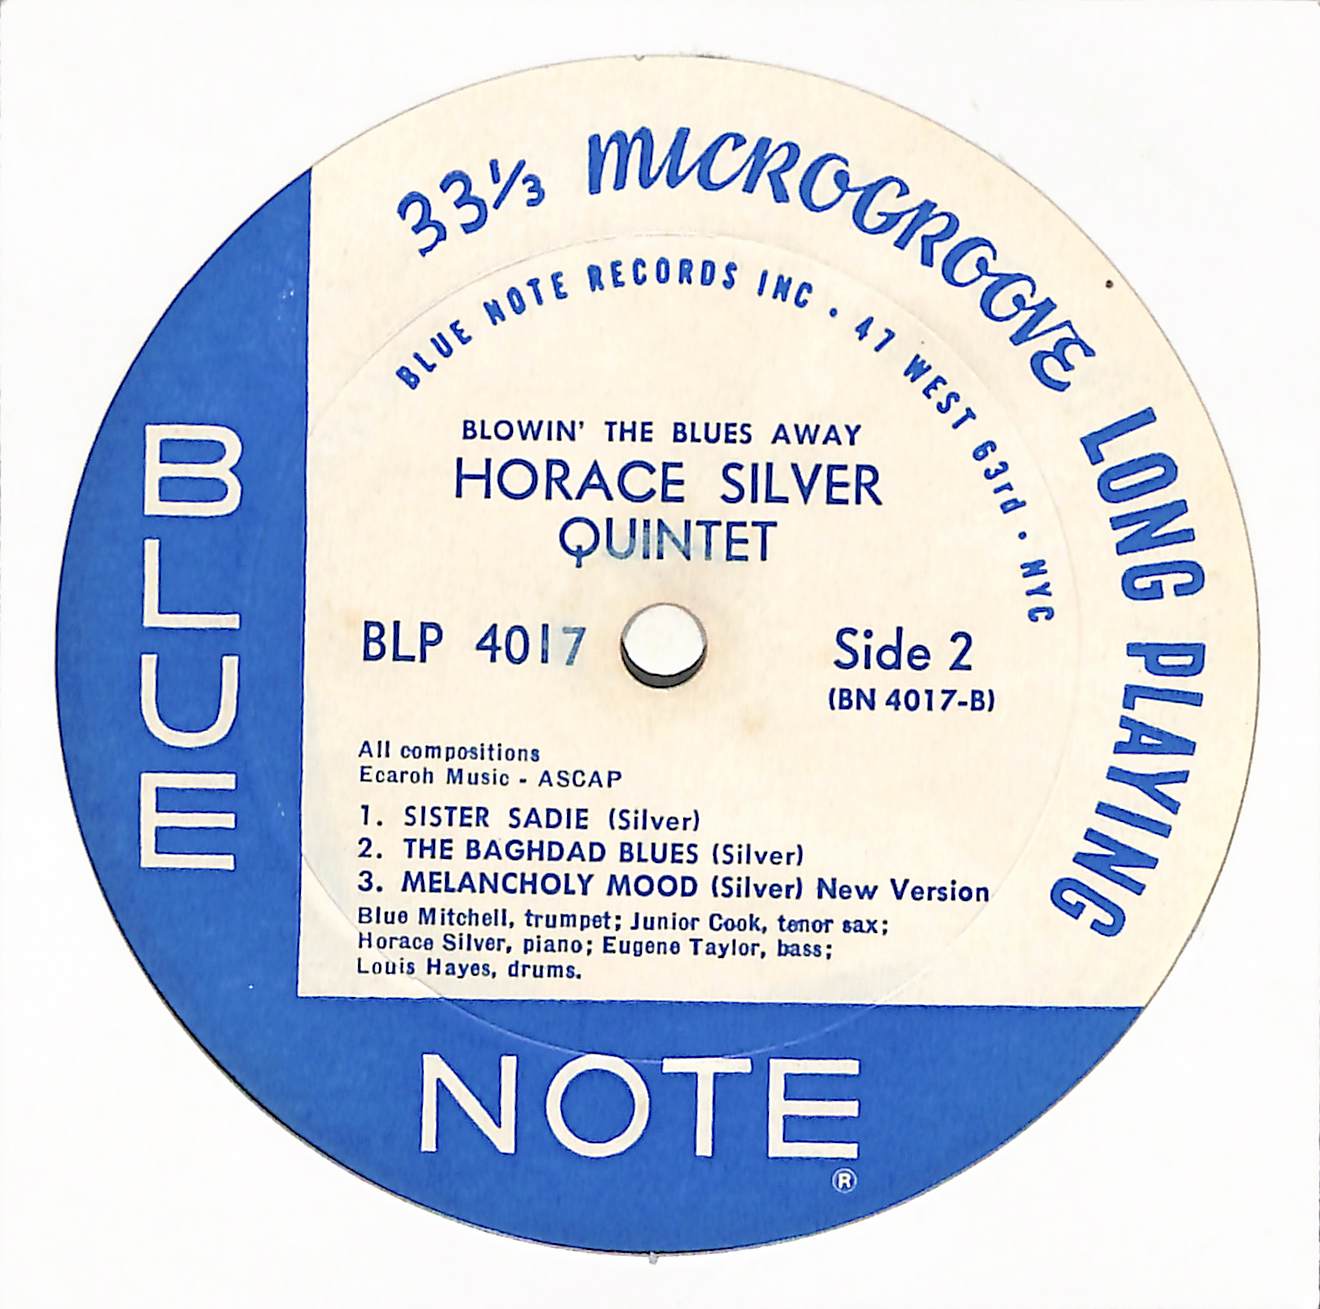 33⅓ MICROGROOVE LONG PLAYING
BLUE NOTE RECORDS INC • 47 WEST 63rd • NYC
BLOWIN' THE BLUES AWAY
HORACE SILVER
QUINTET
BLP 4017
Side 2
(BN 4017-B)
All compositions
Ecaroh Music - ASCAP
1. SISTER SADIE (Silver)
2. THE BAGHDAD BLUES (Silver)
3. MELANCHOLY MOOD (Silver) New Version
Blue Mitchell, trumpet; Junior Cook, tenor sax;
Horace Silver, piano; Eugene Taylor, bass;
Louis Hayes, drums.
BLUE
NOTE
®